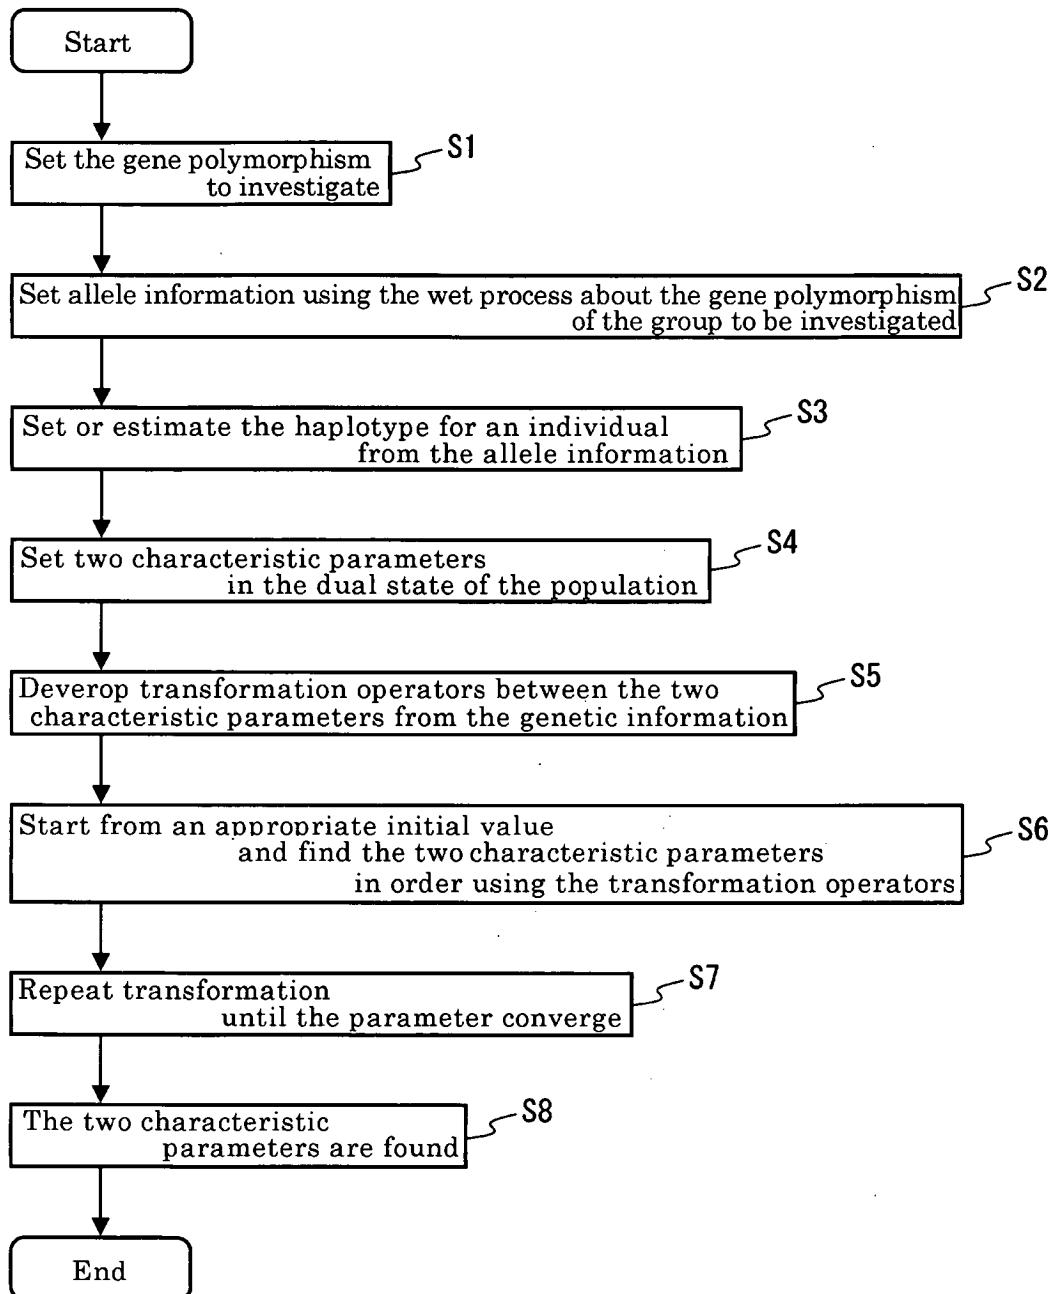 Start
S1
Set the gene polymorphism
to investigate
S2
Set allele information using the wet process about the gene polymorphism
of the group to be investigated
S3
Set or estimate the haplotype for an individual
from the allele information
S4
Set two characteristic parameters
in the dual state of the population
S5
Deverop transformation operators between the two
characteristic parameters from the genetic information
S6
Start from an appropriate initial value
and find the two characteristic parameters
in order using the transformation operators
S7
Repeat transformation
until the parameter converge
S8
The two characteristic
parameters are found
End